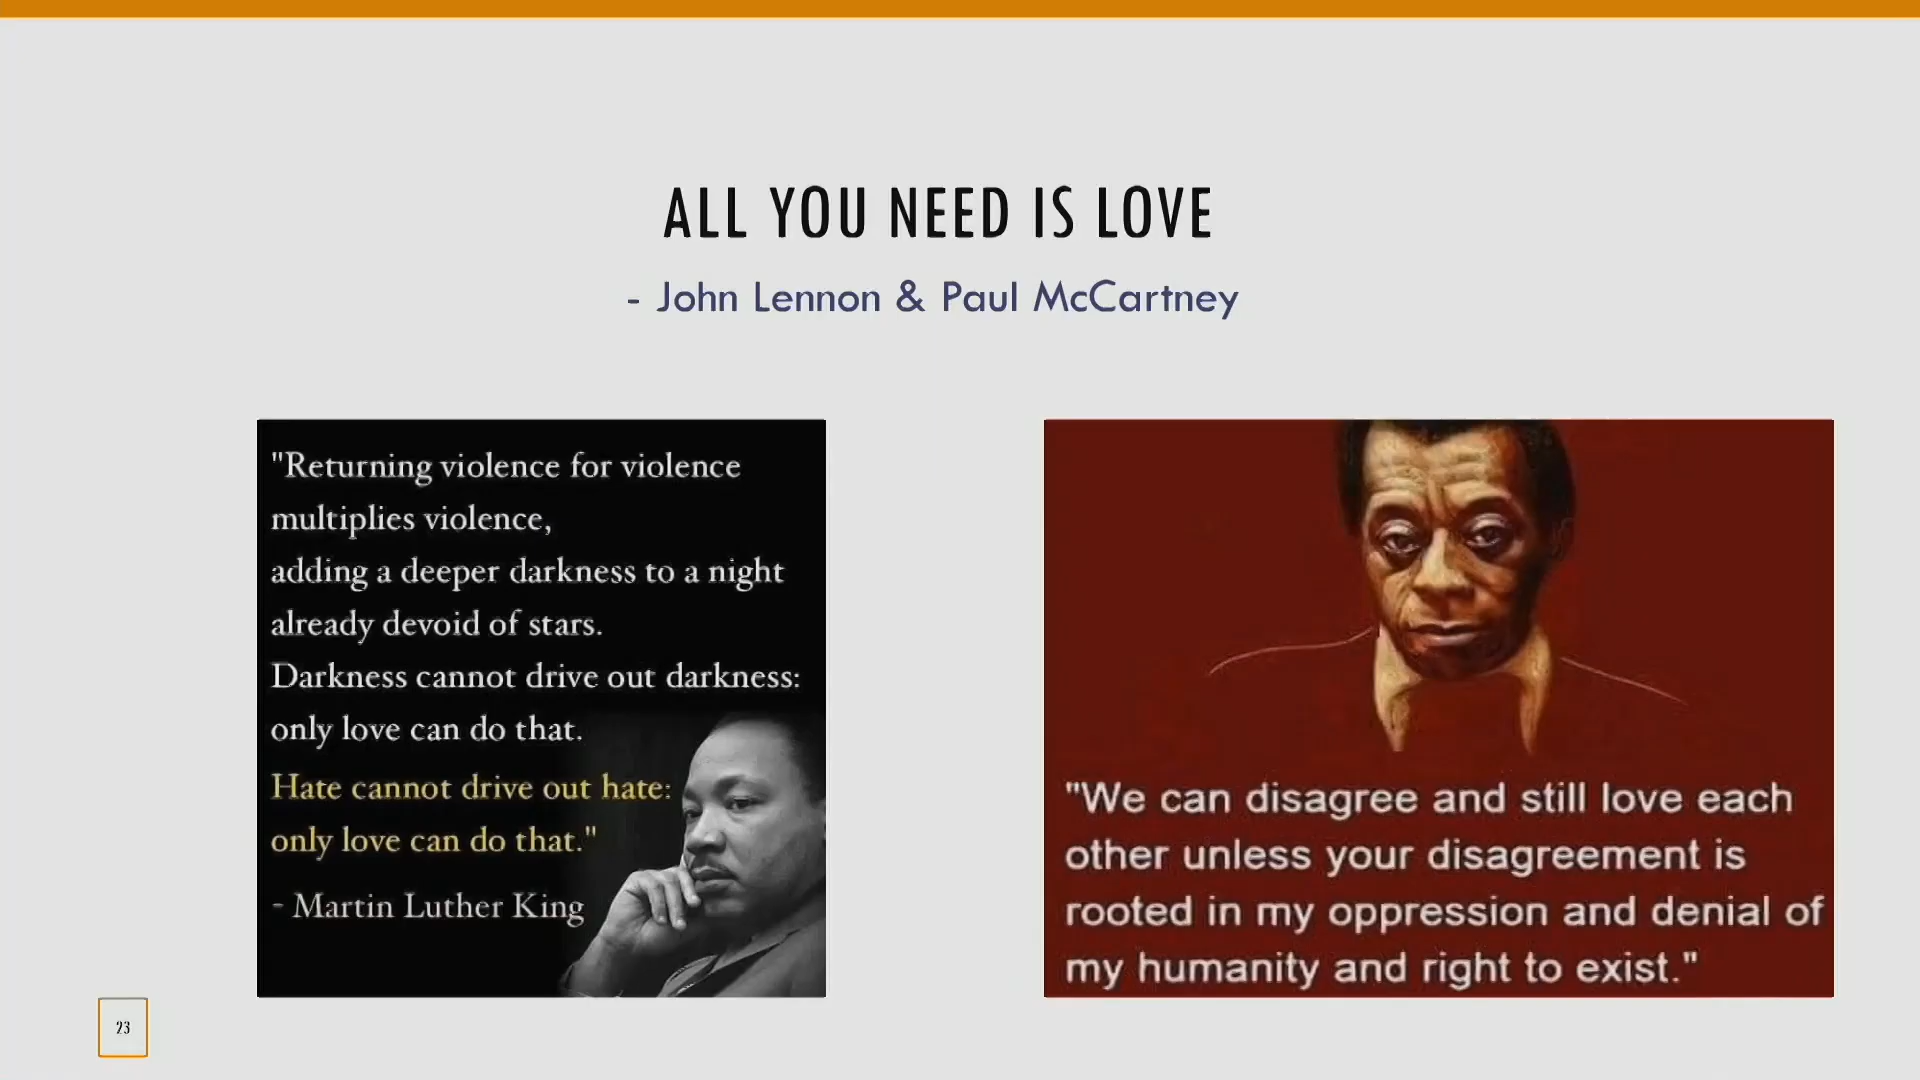 ALL YOU NEED IS LOVE
- John Lennon & Paul McCartney
"Returning violence for violence
multiplies violence,
adding a deeper darkness to a night
already devoid of stars.
Darkness cannot drive out darkness:
only love can do that.
Hate cannot drive out hate:
only love can do that."
- Martin Luther King
"We can disagree and still love each
other unless your disagreement is
rooted in my oppression and denial of
my humanity and right to exist."
23